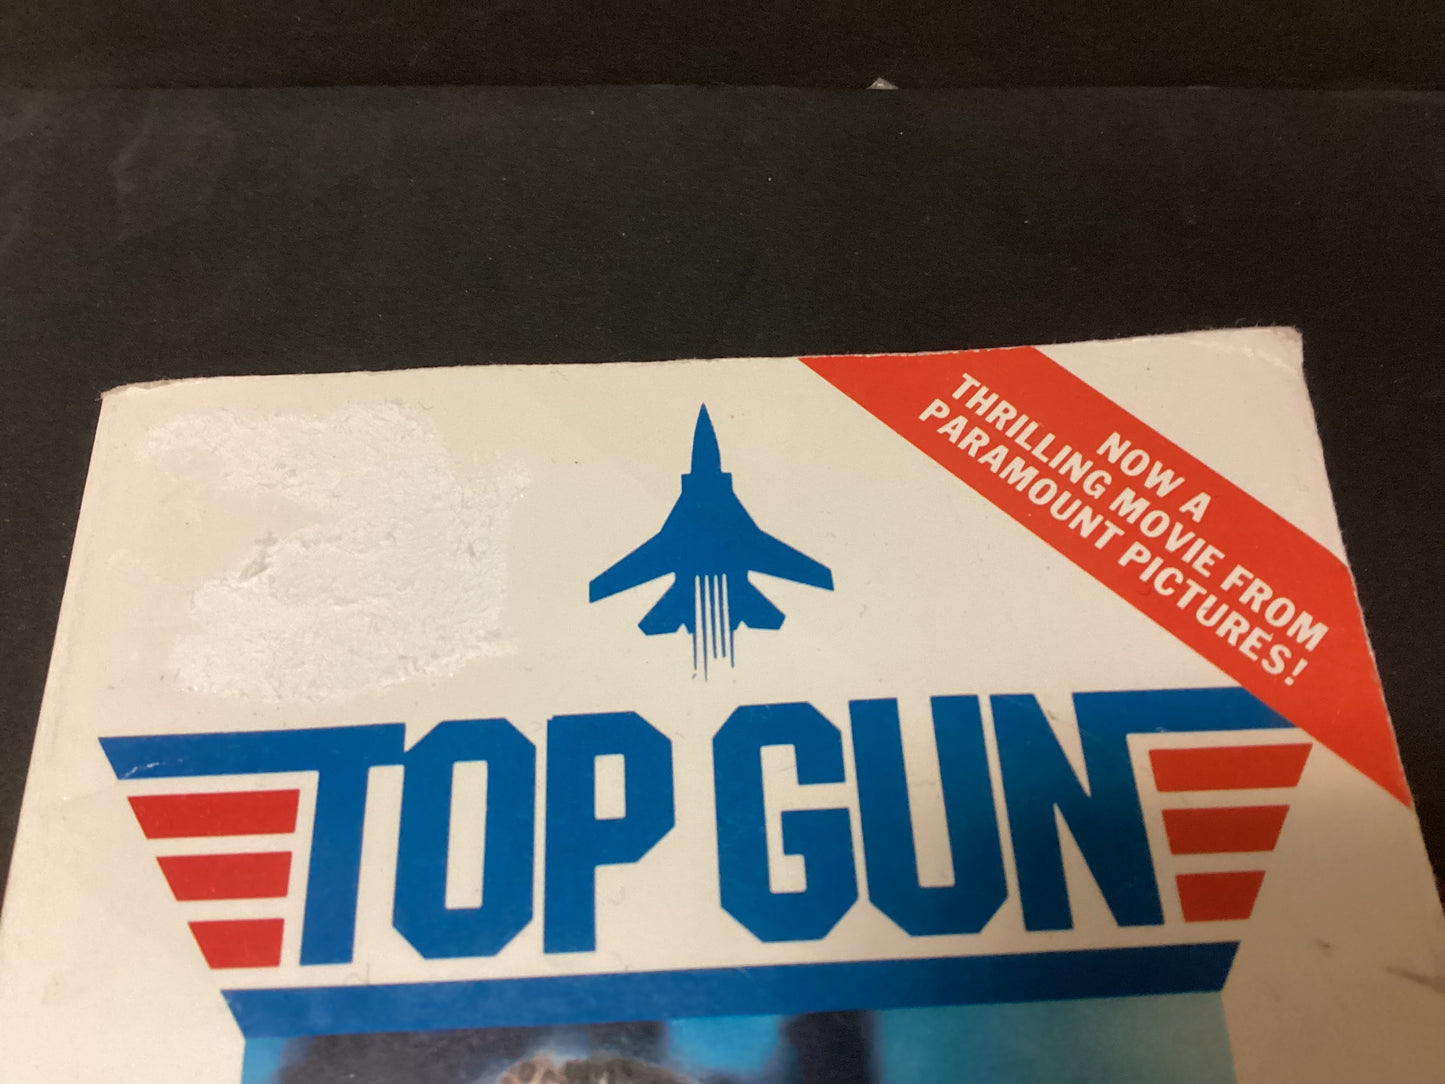 NOW A
THRILLING MOVIE FROM
PARAMOUNT PICTURES!
TOP GUN